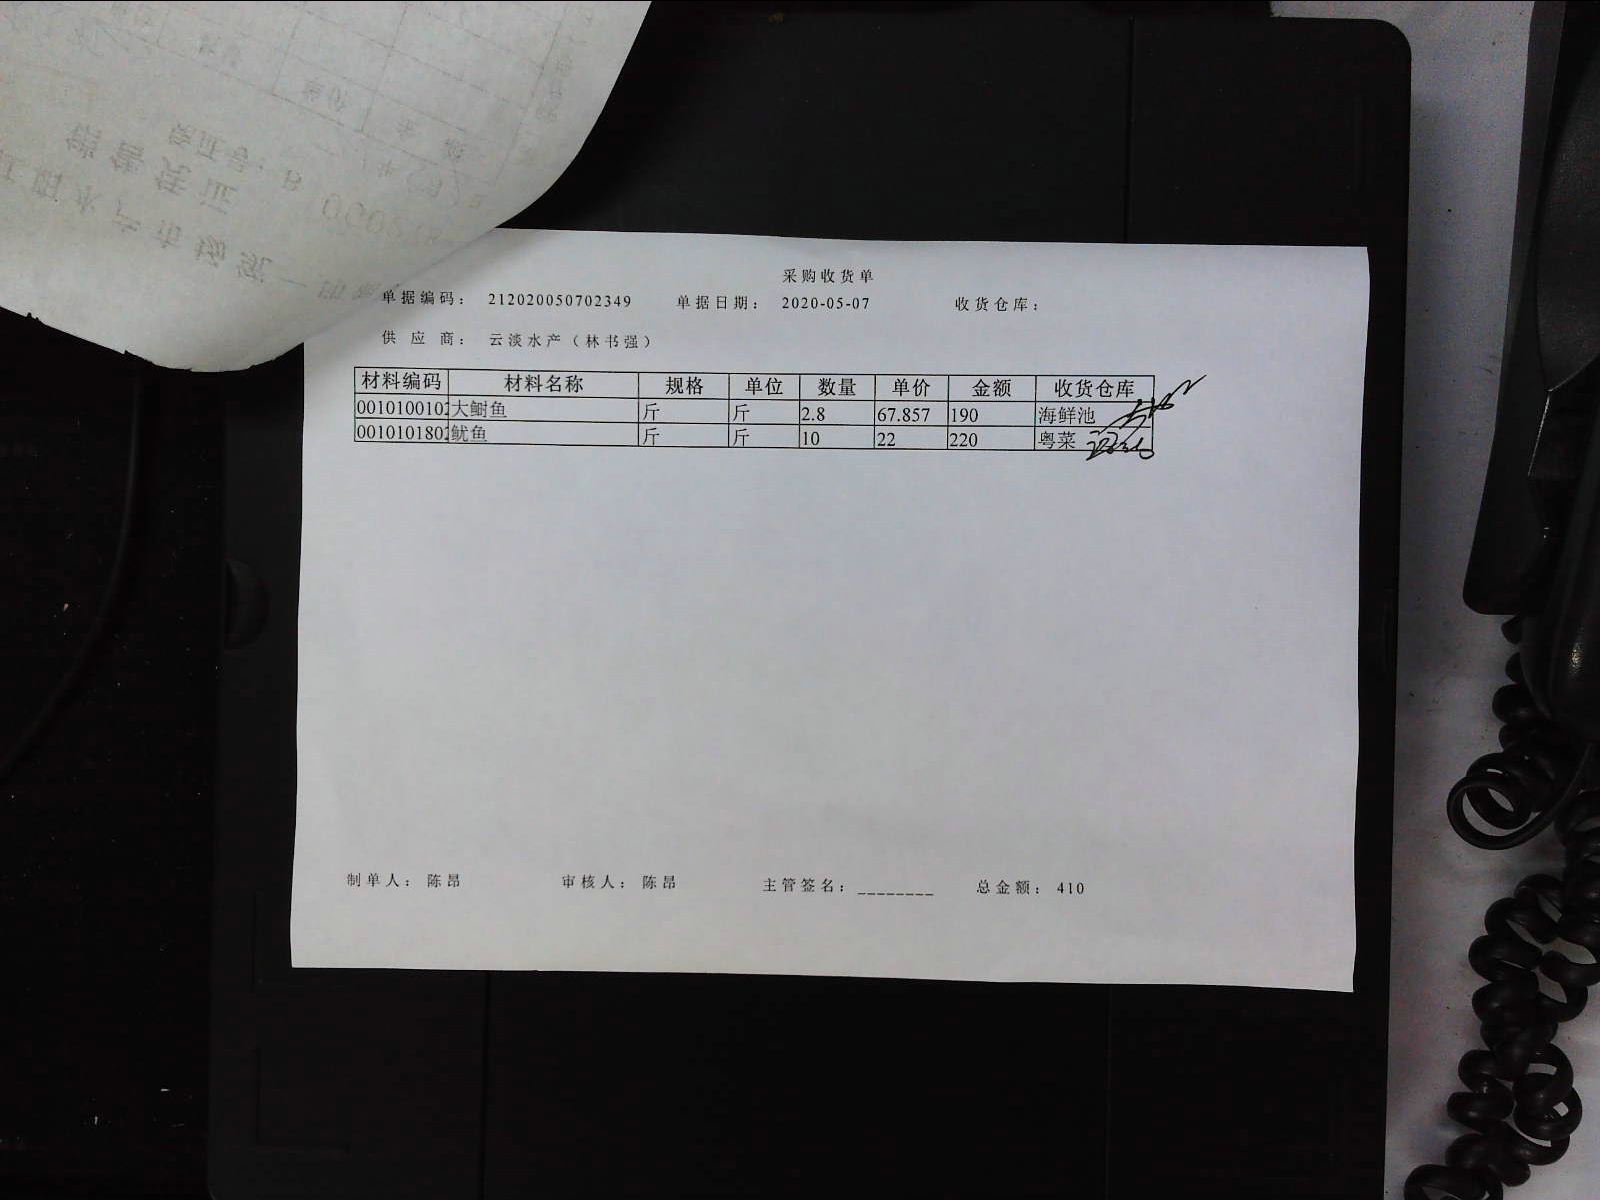 采购收货单
单据编码： 212020050702349 单据日期： 2020-05-07 收货仓库：
供 应 商： 云淡水产（林书强）
材料编码 材料名称 规格 单位 数量 单价 金额 收货仓库
0010100102 大鲋鱼 斤 斤 2.8 67.857 190 海鲜池
0010101802 鱿鱼 斤 斤 10 22 220 粤菜
制单人： 陈昂 审核人： 陈昂 主管签名：________ 总金额： 410